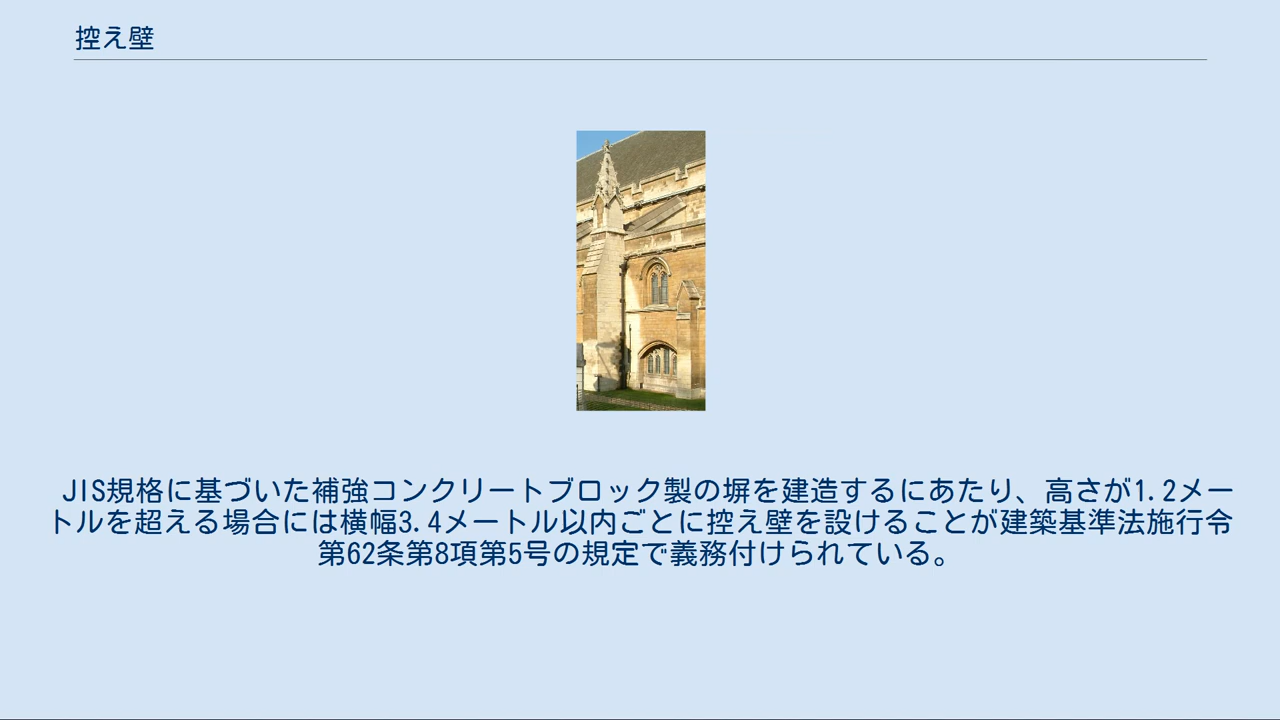 控え壁
JIS規格に基づいた補強コンクリートブロック製の塀を建造するにあたり、高さが1.2メー
トルを超える場合には横幅3.4メートル以内ごとに控え壁を設けることが建築基準法施行令
第62条第8項第5号の規定で義務付けられている。